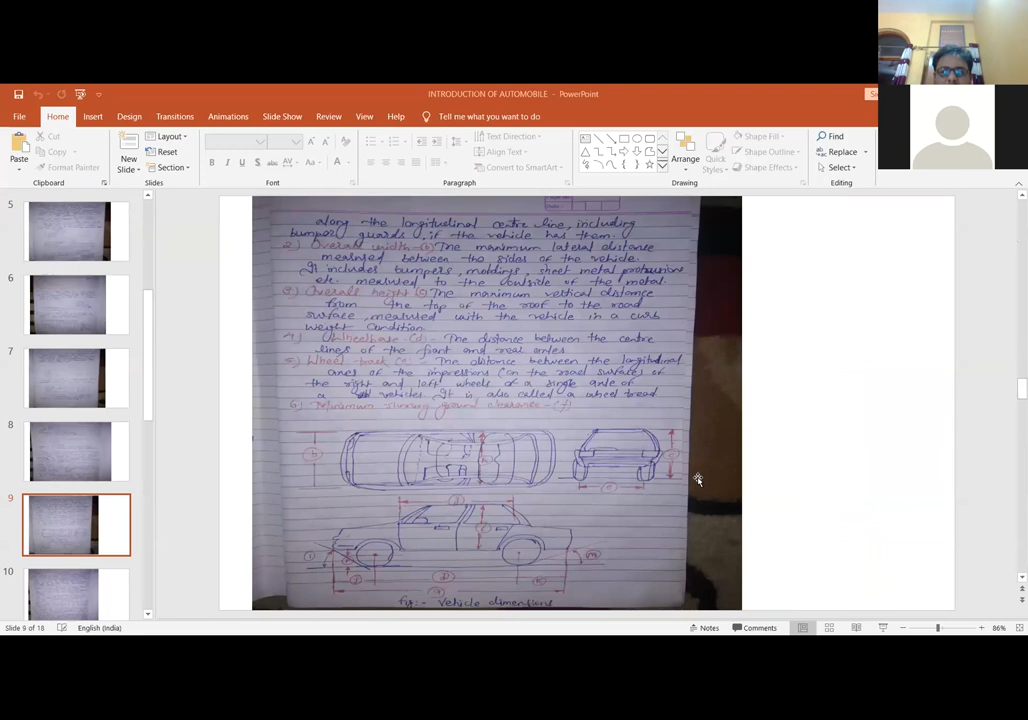 INTRODUCTION OF AUTOMOBILE - PowerPoint
File Home Insert Design Transitions Animations Slide Show Review View Help Tell me what you want to do
Cut
Copy
Format Painter
Paste
Clipboard
New Slide
Layout
Reset
Section
Slides
Font
Text Direction
Align Text
Convert to SmartArt
Paragraph
Arrange
Quick Styles
Shape Fill
Shape Outline
Shape Effects
Drawing
Find
Replace
Select
Editing
5
6
7
8
9
10
along the longitudinal centre line, including
bumper guards, if the vehicle has them.
2) Overall width (b) The maximum lateral distance
measured between the sides of the vehicle.
It includes bumpers, moldings, sheet metal protrusions
etc. measured to the outside of the metal.
3) Overall height (c) The maximum vertical distance
from the top of the roof to the road
surface, measured with the vehicle in a curb
weight condition.
4) Wheelbase (d) - The distance between the centre
lines of the front and rear axles
5) Wheel track (e) - The distance between the longitudinal
axes of the impressions (on the road surface) of
the right and left wheels of a single axle of
a vehicles. It is also called a wheel tread
6) Minimum running ground clearance - (f)
b
c
e
d
m
fig:- Vehicle dimensions
Slide 9 of 18 English (India) Notes Comments 86%